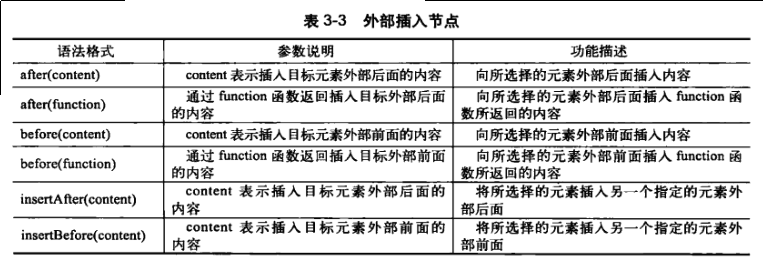 表 3-3 外部插入节点
语法格式 参数说明 功能描述
after(content) content 表示插入目标元素外部后面的内容 向所选择的元素外部后面插入内容
after(function) 通过 function 函数返回插入目标外部后面的内容 向所选择的元素外部后面插入 function 函数所返回的内容
before(content) content 表示插入目标元素外部前面的内容 向所选择的元素外部前面插入内容
before(function) 通过 function 函数返回插入目标外部前面的内容 向所选择的元素外部前面插入 function 函数所返回的内容
insertAfter(content) content 表示插入目标元素外部后面的内容 将所选择的元素插入另一个指定的元素外部后面
insertBefore(content) content 表示插入目标元素外部前面的内容 将所选择的元素插入另一个指定的元素外部前面